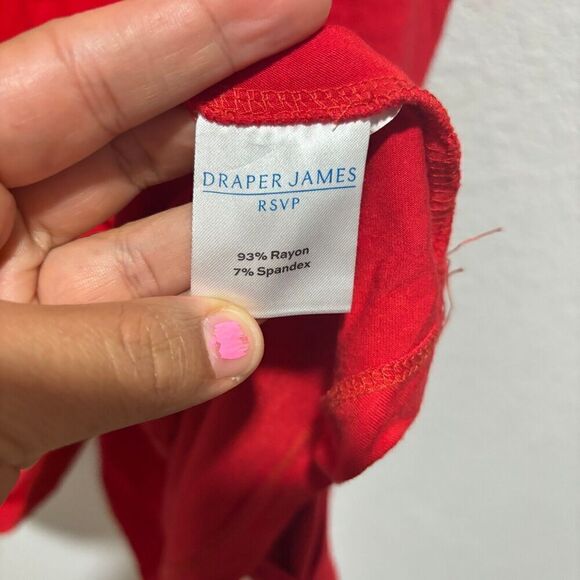 DRAPER JAMES
RSVP
93% Rayon
7% Spandex